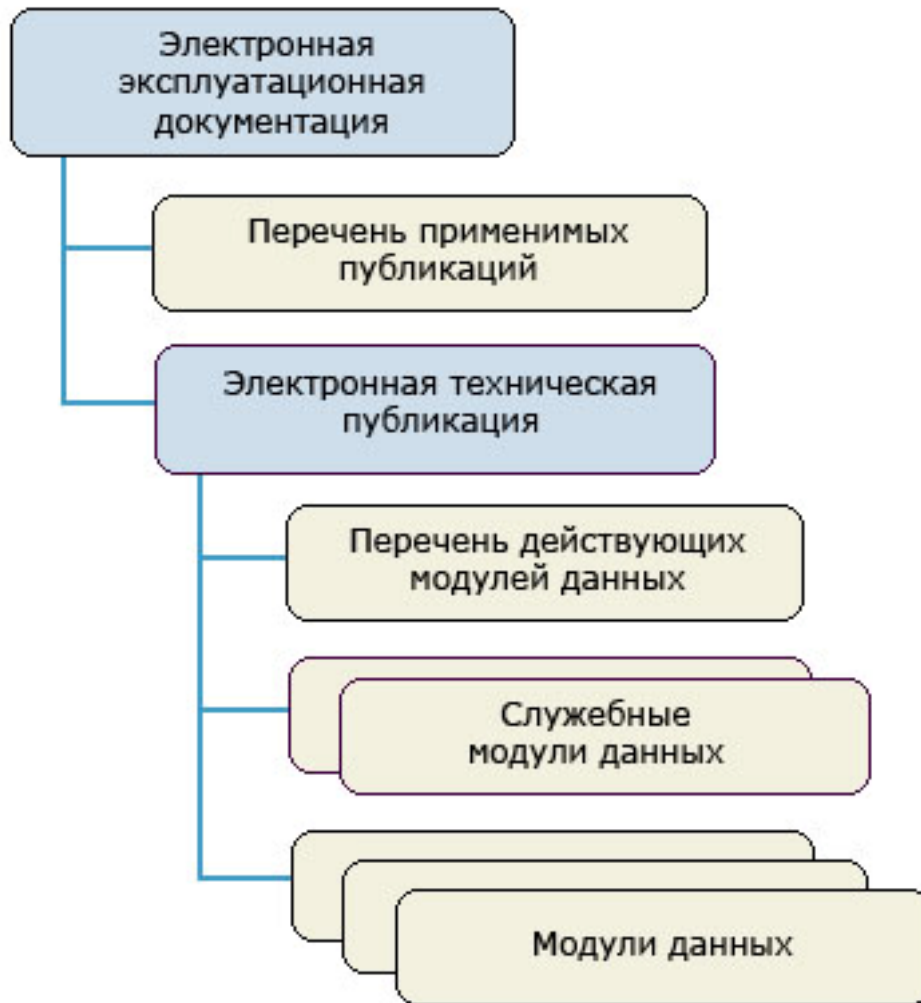 Электронная
эксплуатационная
документация
Перечень применимых
публикаций
Электронная техническая
публикация
Перечень действующих
модулей данных
Служебные
модули данных
Модули данных